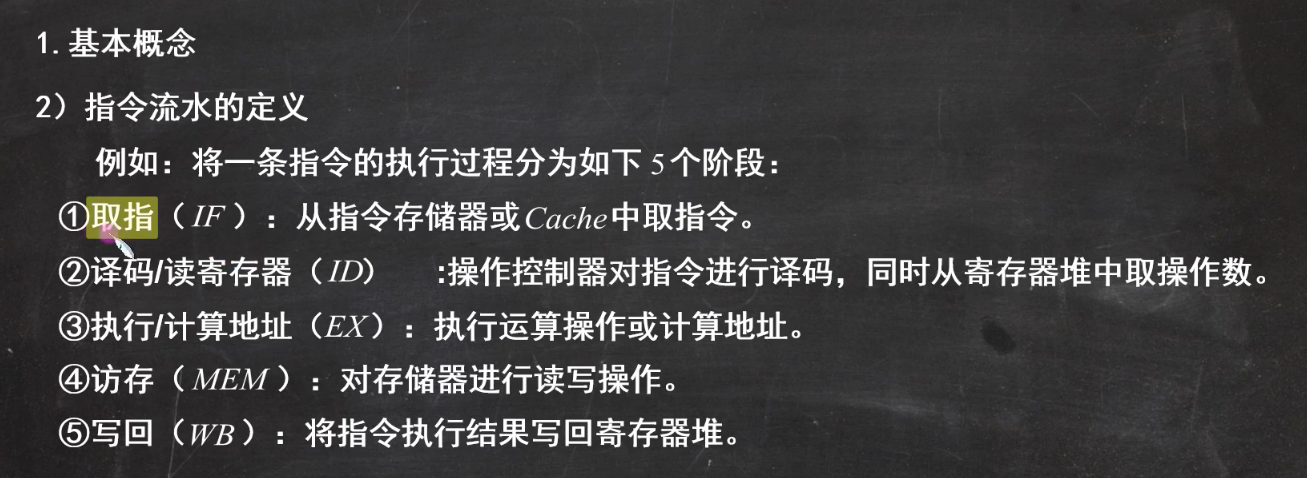 1. 基本概念
2）指令流水的定义
例如：将一条指令的执行过程分为如下 5 个阶段：
①取指（IF）：从指令存储器或Cache中取指令。
②译码/读寄存器（ID） :操作控制器对指令进行译码，同时从寄存器堆中取操作数。
③执行/计算地址（EX）：执行运算操作或计算地址。
④访存（MEM）：对存储器进行读写操作。
⑤写回（WB）：将指令执行结果写回寄存器堆。